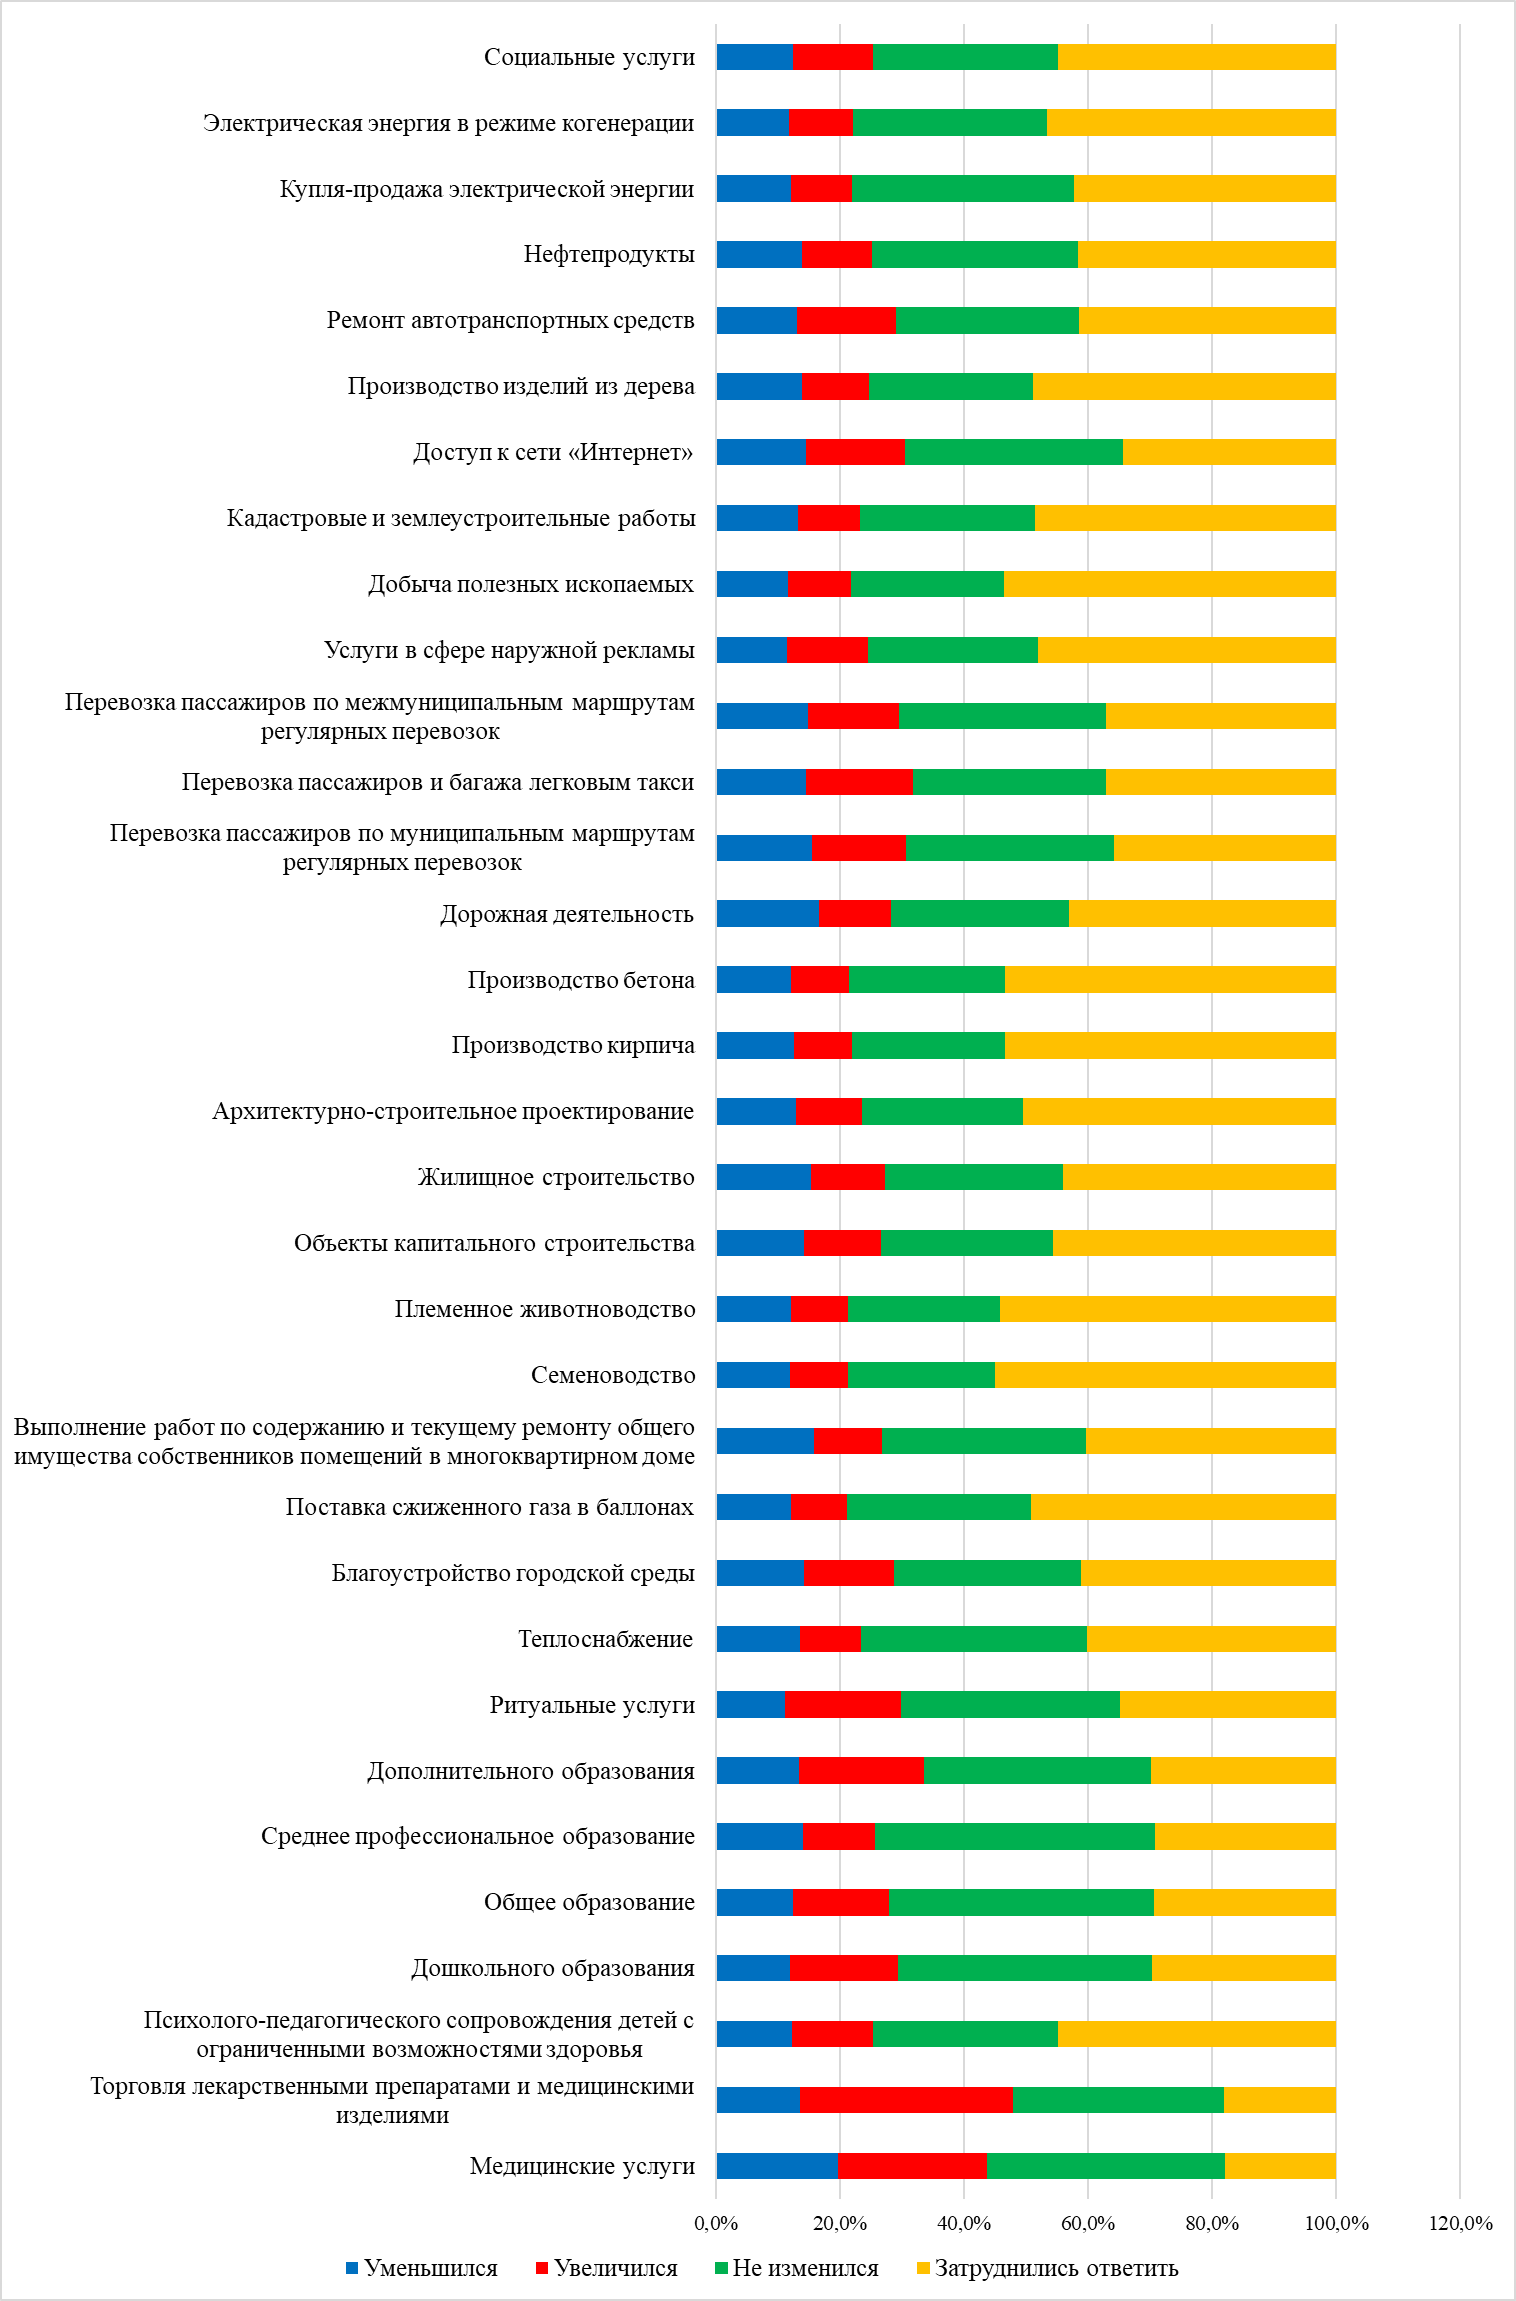 Социальные услуги
Электрическая энергия в режиме когенерации
Купля-продажа электрической энергии
Нефтепродукты
Ремонт автотранспортных средств
Производство изделий из дерева
Доступ к сети «Интернет»
Кадастровые и землеустроительные работы
Добыча полезных ископаемых
Услуги в сфере наружной рекламы
Перевозка пассажиров по межмуниципальным маршрутам
регулярных перевозок
Перевозка пассажиров и багажа легковым такси
Перевозка пассажиров по муниципальным маршрутам
регулярных перевозок
Дорожная деятельность
Производство бетона
Производство кирпича
Архитектурно-строительное проектирование
Жилищное строительство
Объекты капитального строительства
Племенное животноводство
Семеноводство
Выполнение работ по содержанию и текущему ремонту общего
имущества собственников помещений в многоквартирном доме
Поставка сжиженного газа в баллонах
Благоустройство городской среды
Теплоснабжение
Ритуальные услуги
Дополнительного образования
Среднее профессиональное образование
Общее образование
Дошкольного образования
Психолого-педагогического сопровождения детей с
ограниченными возможностями здоровья
Торговля лекарственными препаратами и медицинскими
изделиями
Медицинские услуги
0,0% 20,0% 40,0% 60,0% 80,0% 100,0% 120,0%
Уменьшился Увеличился Не изменился Затруднились ответить